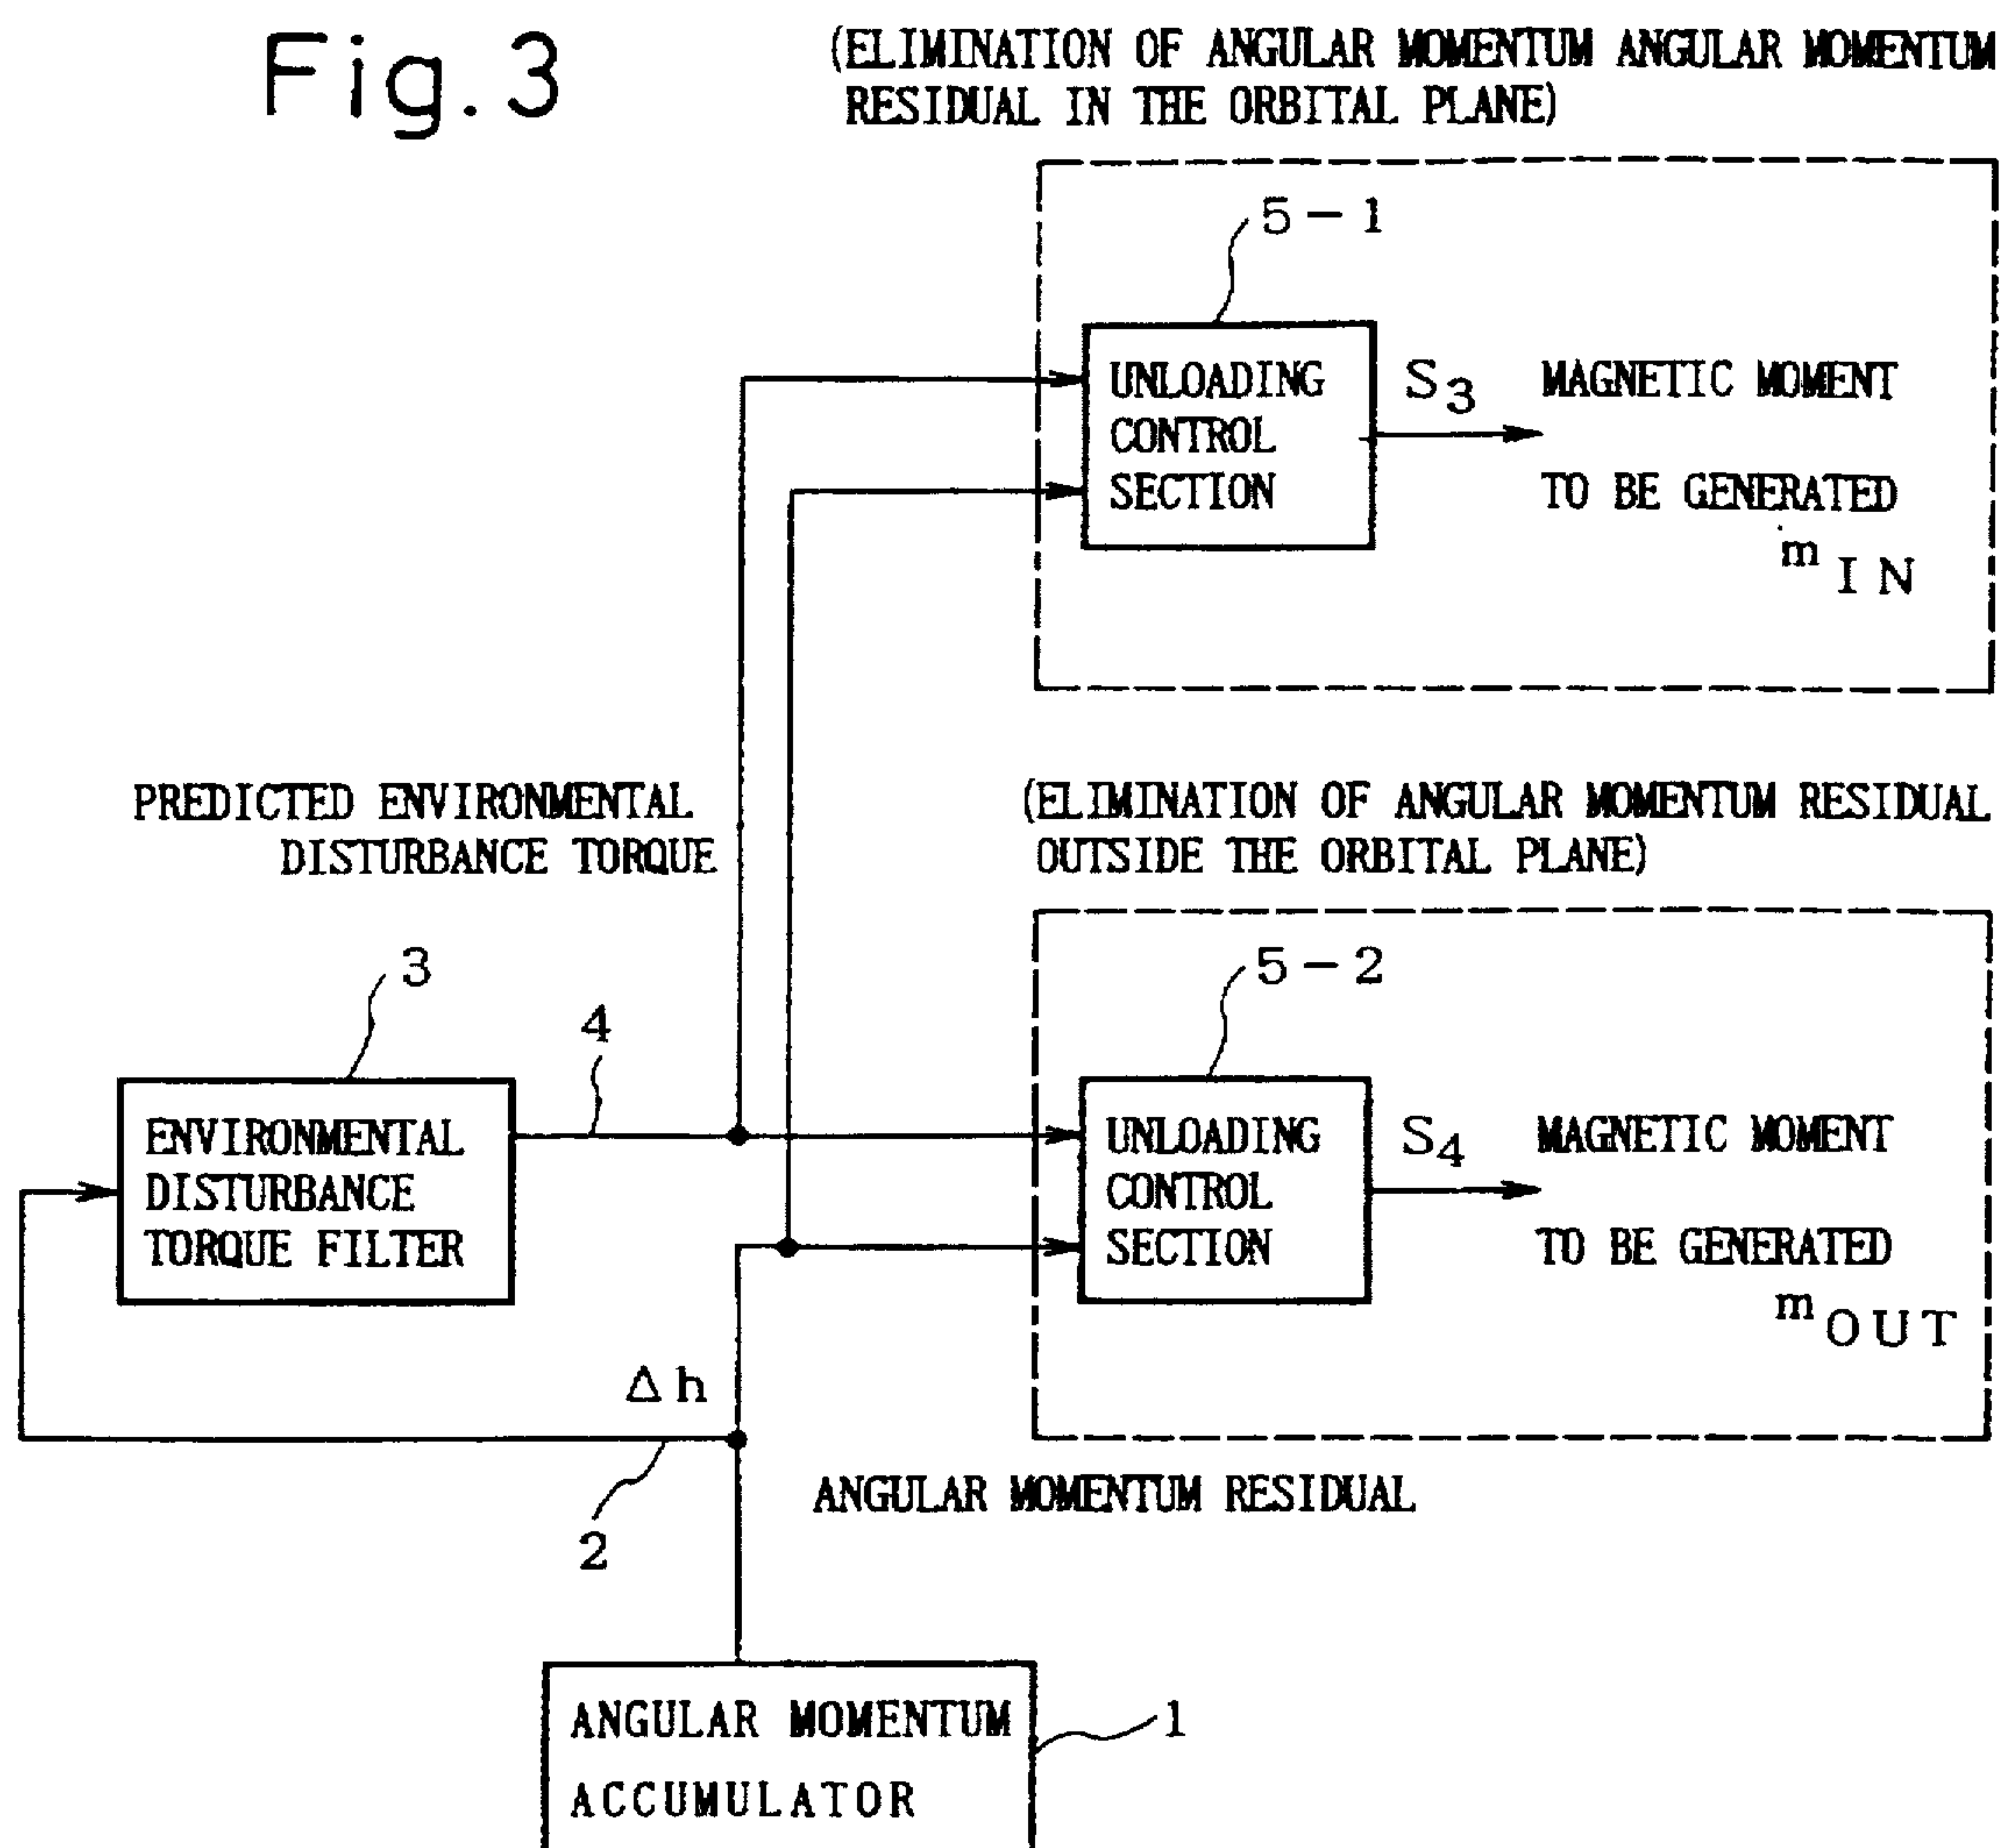 Fig.3
(ELIMINATION OF ANGULAR MOMENTUM ANGULAR MOMENTUM
RESIDUAL IN THE ORBITAL PLANE)
5-1
UNLOADING
CONTROL
SECTION
S3
MAGNETIC MOMENT
TO BE GENERATED
m IN
PREDICTED ENVIRONMENTAL
DISTURBANCE TORQUE
(ELIMINATION OF ANGULAR MOMENTUM RESIDUAL
OUTSIDE THE ORBITAL PLANE)
3
4
5-2
ENVIRONMENTAL
DISTURBANCE
TORQUE FILTER
UNLOADING
CONTROL
SECTION
S4
MAGNETIC MOMENT
TO BE GENERATED
m OUT
Δh
2
ANGULAR MOMENTUM RESIDUAL
ANGULAR MOMENTUM
ACCUMULATOR
1